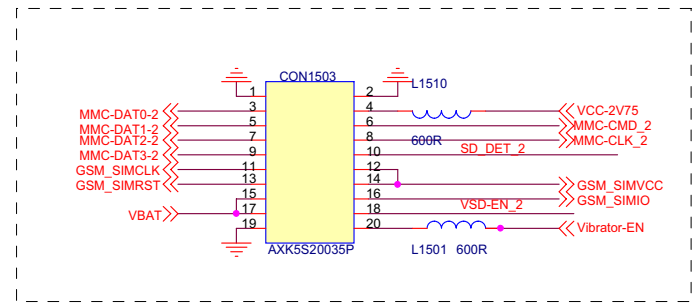 CON1503
L1510
1 2
MMC-DAT0-2 3 4 VCC-2V75
MMC-DAT1-2 5 6 MMC-CMD_2
MMC-DAT2-2 7 8 600R MMC-CLK_2
MMC-DAT3-2 9 10 SD_DET_2
GSM_SIMCLK 11 12
GSM_SIMRST 13 14 GSM_SIMVCC
15 16 GSM_SIMIO
VBAT 17 18 VSD-EN_2
19 20 Vibrator-EN
AXK5S20035P L1501 600R